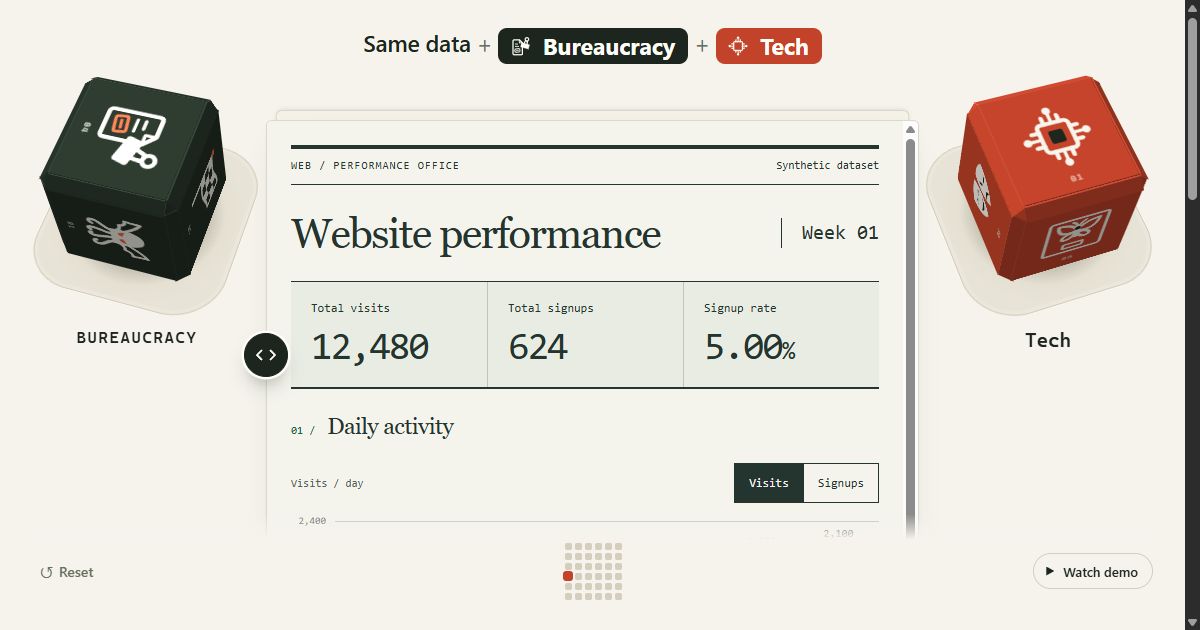 Same data + Bureaucracy + Tech
WEB / PERFORMANCE OFFICE
Synthetic dataset
Website performance
Week 01
Total visits
12,480
Total signups
624
Signup rate
5.00%
BUREAUCRACY
01
Tech
01 / Daily activity
Visits / day
Visits
Signups
2,400
2,100
Reset
Watch demo